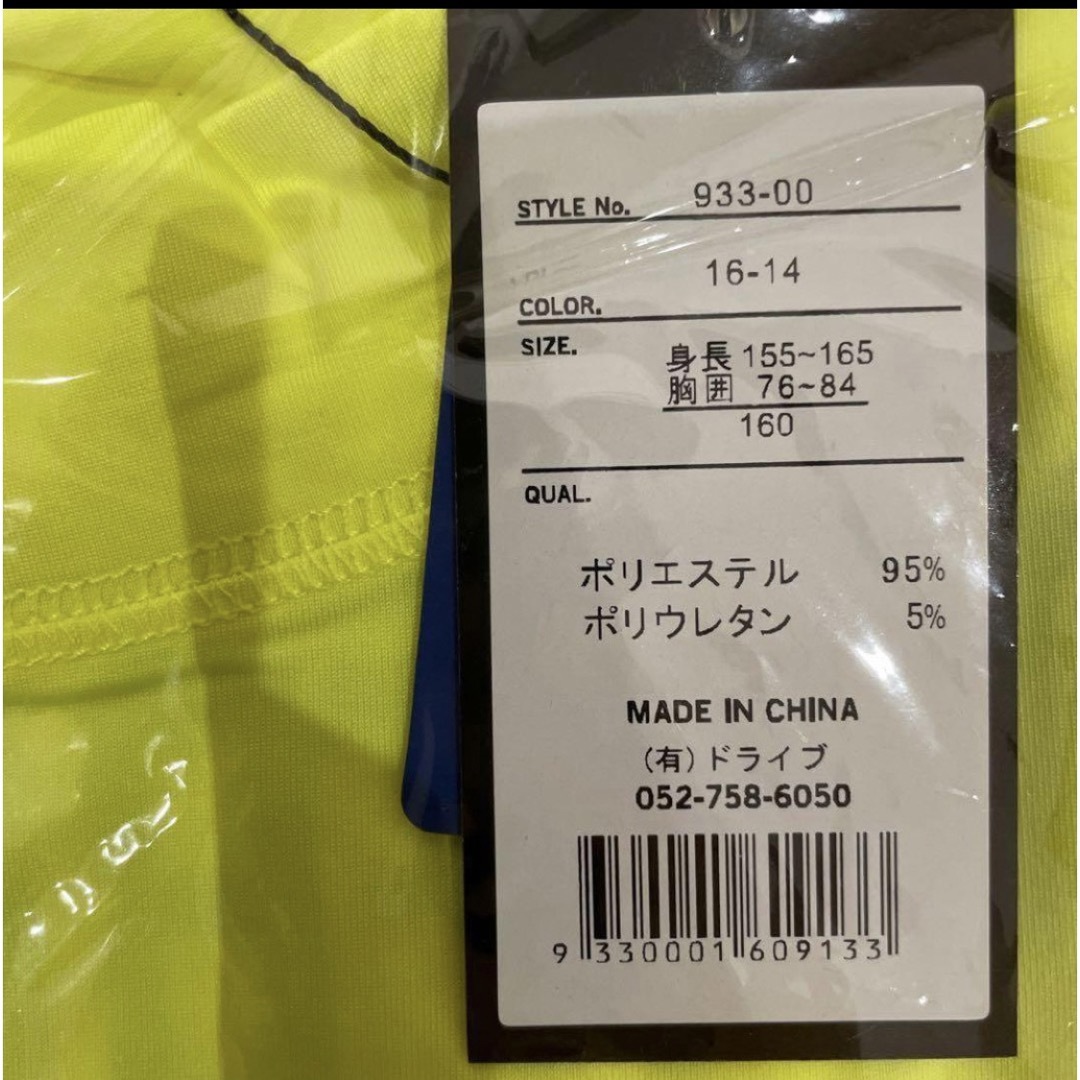 STYLE No. 933-00
16-14
COLOR.
SIZE.
身長 155~165
胸囲 76~84
160
QUAL.
ポリエステル 95%
ポリウレタン 5%
MADE IN CHINA
(有)ドライブ
052-758-6050
9 330001 609133